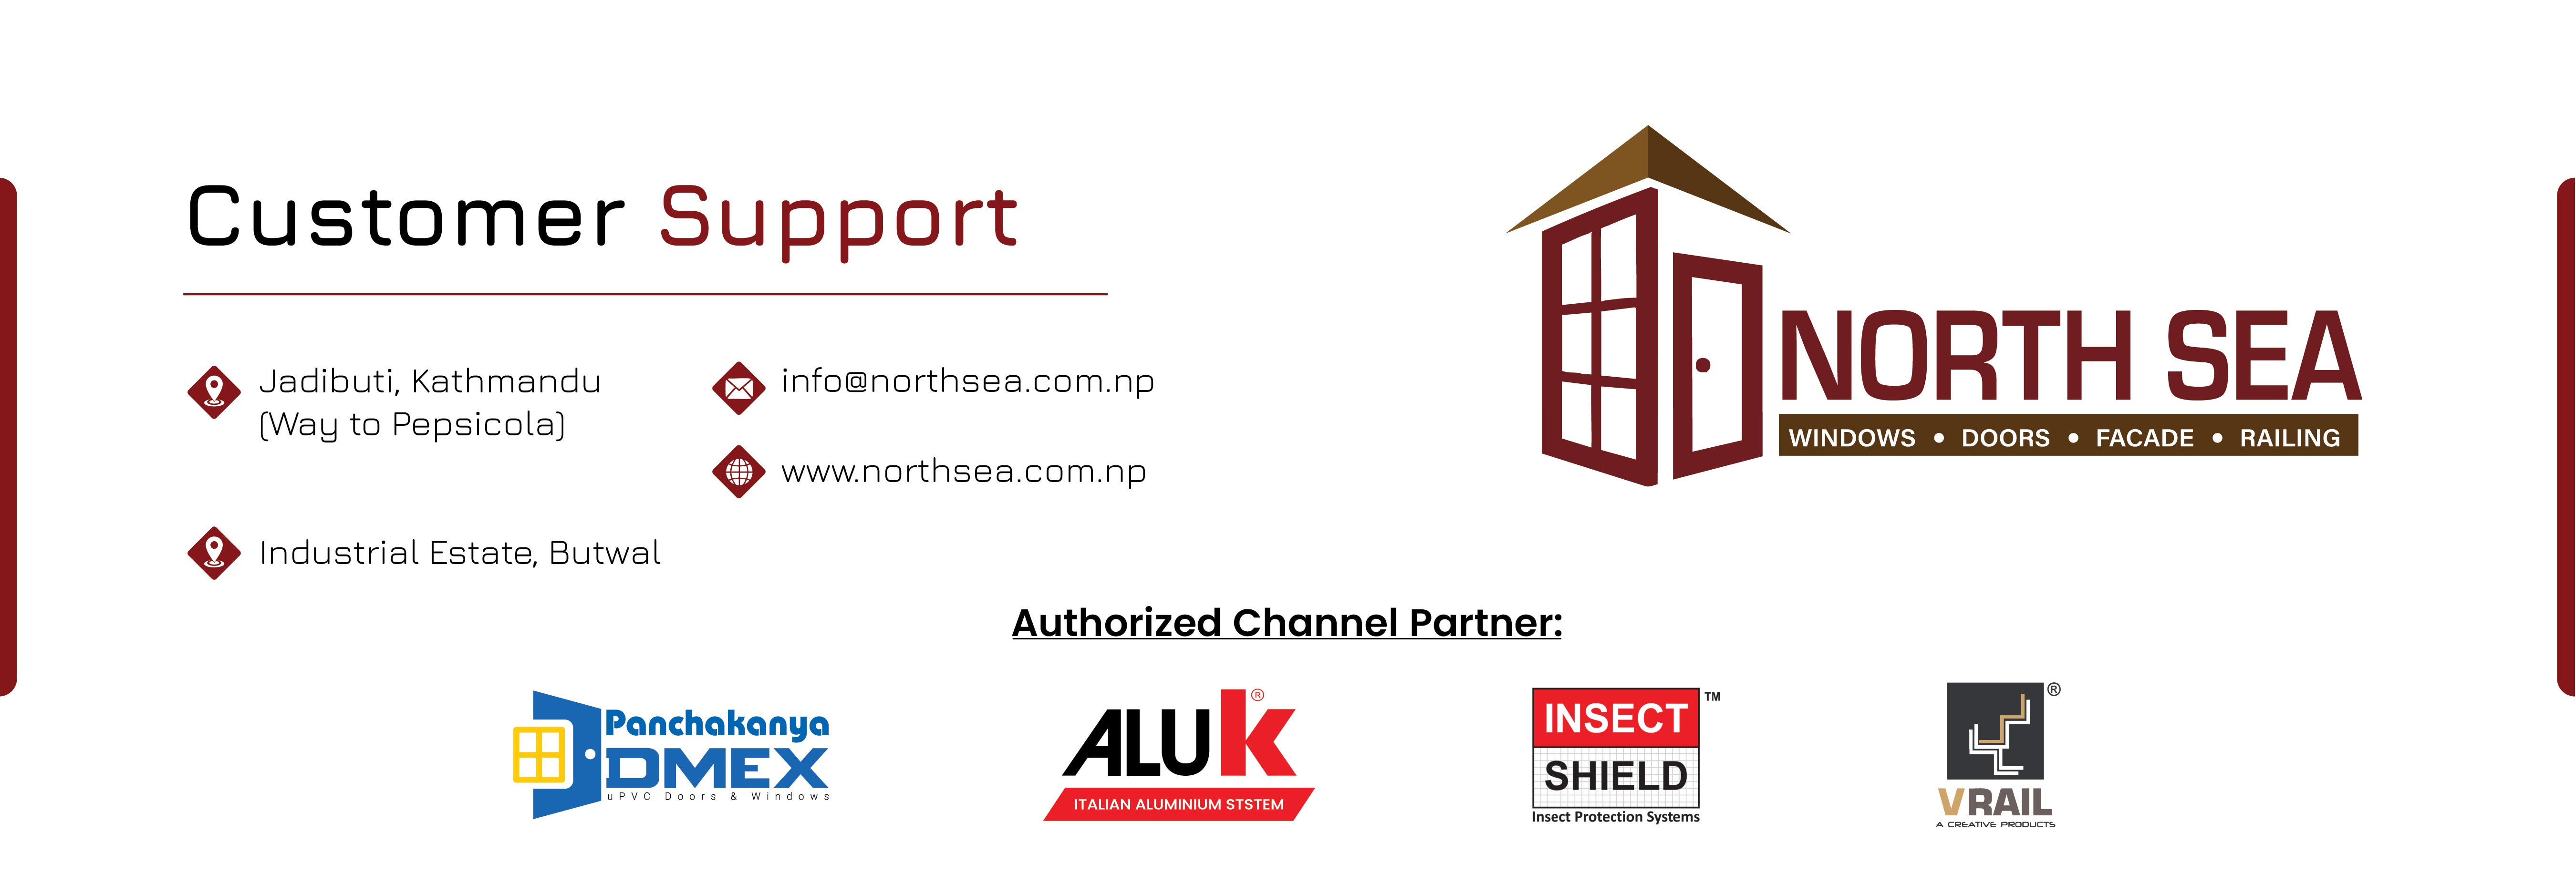 Customer Support
Jadibuti, Kathmandu
(Way to Pepsicola)
info@northsea.com.np
www.northsea.com.np
Industrial Estate, Butwal
NORTH SEA
WINDOWS • DOORS • FACADE • RAILING
Authorized Channel Partner:
Panchakanya
DMEX
uPVC Doors & Windows
ALUK®
ITALIAN ALUMINIUM STSTEM
INSECT ™
SHIELD
Insect Protection Systems
®
VRAIL
A CREATIVE PRODUCTS